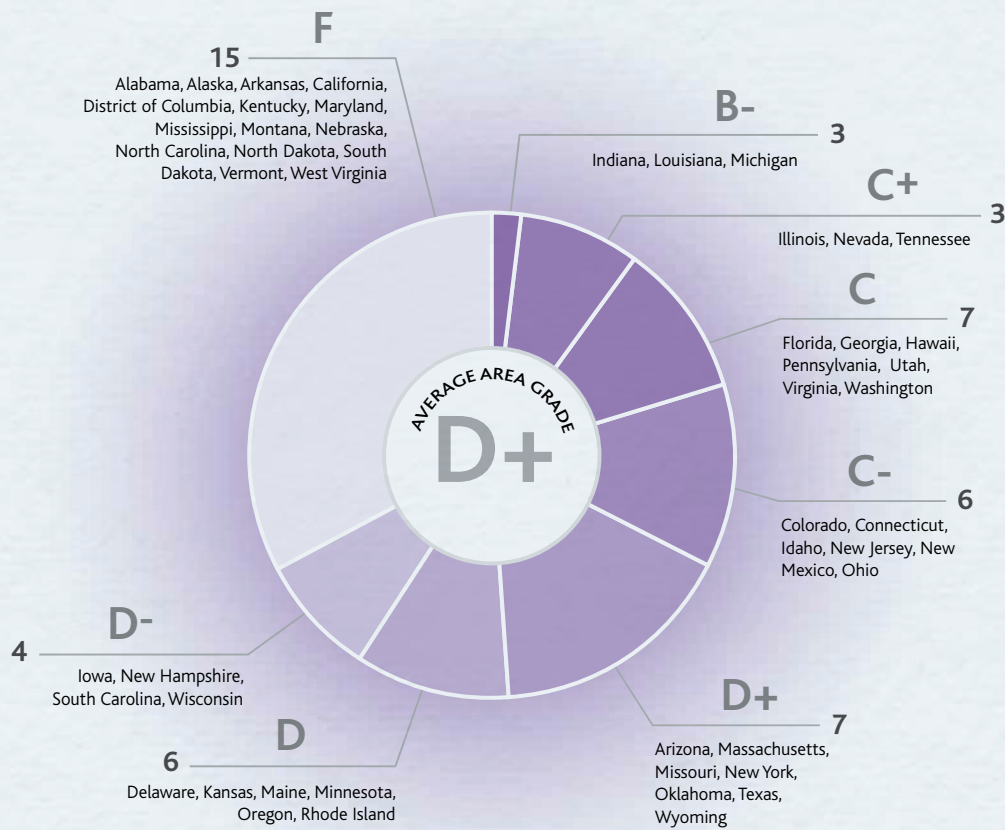 F
15
Alabama, Alaska, Arkansas, California,
District of Columbia, Kentucky, Maryland,
Mississippi, Montana, Nebraska,
North Carolina, North Dakota, South
Dakota, Vermont, West Virginia
B-
3
Indiana, Louisiana, Michigan
C+
3
Illinois, Nevada, Tennessee
C
7
Florida, Georgia, Hawaii,
Pennsylvania, Utah,
Virginia, Washington
C-
6
Colorado, Connecticut,
Idaho, New Jersey, New
Mexico, Ohio
AVERAGE AREA GRADE
D+
D+
7
Arizona, Massachusetts,
Missouri, New York,
Oklahoma, Texas,
Wyoming
D
6
Delaware, Kansas, Maine, Minnesota,
Oregon, Rhode Island
D-
4
Iowa, New Hampshire,
South Carolina, Wisconsin